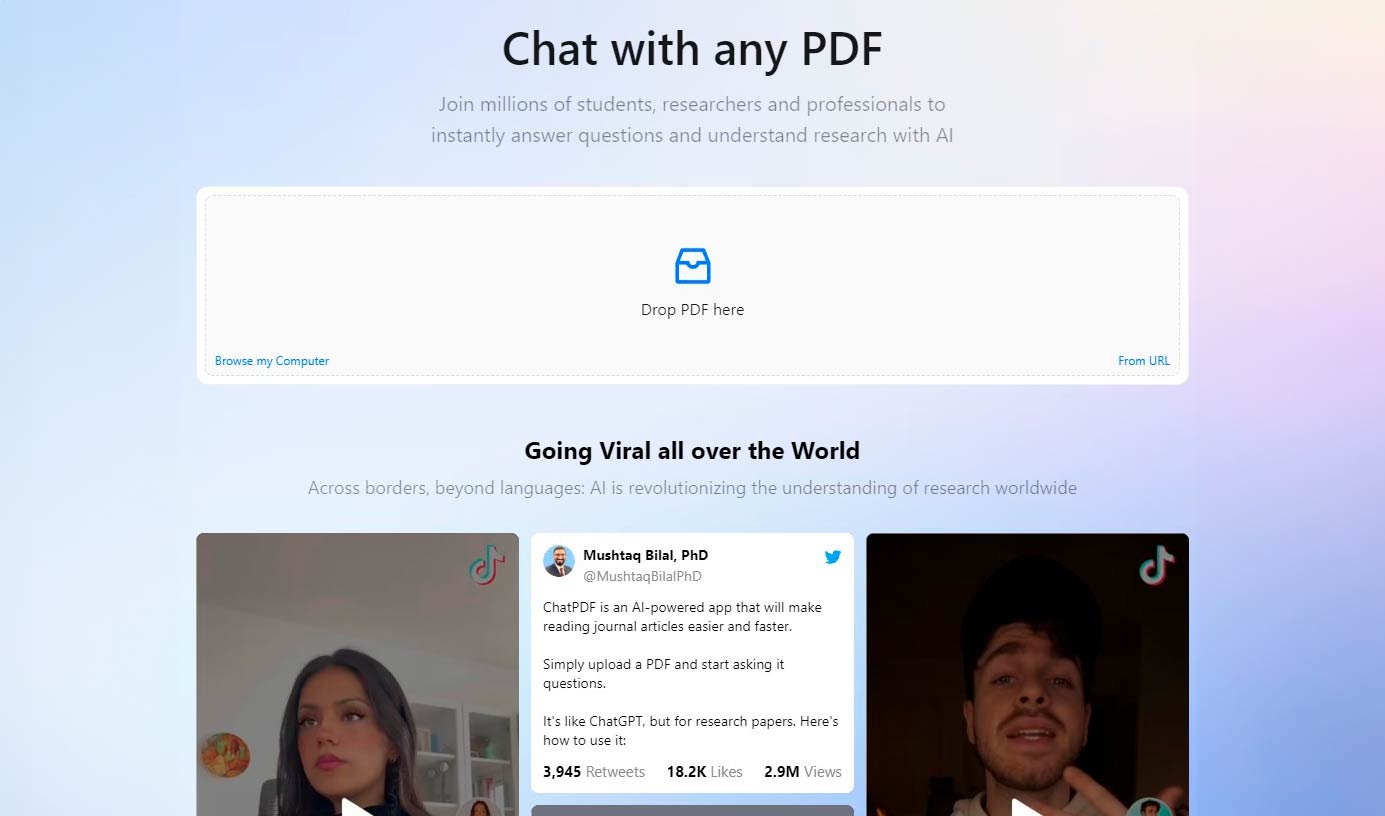 Chat with any PDF
Join millions of students, researchers and professionals to
instantly answer questions and understand research with AI
Drop PDF here
Browse my Computer
From URL
Going Viral all over the World
Across borders, beyond languages: AI is revolutionizing the understanding of research worldwide
Mushtaq Bilal, PhD
@MushtaqBilalPhD
ChatPDF is an AI-powered app that will make
reading journal articles easier and faster.
Simply upload a PDF and start asking it
questions.
It's like ChatGPT, but for research papers. Here's
how to use it:
3,945 Retweets 18.2K Likes 2.9M Views